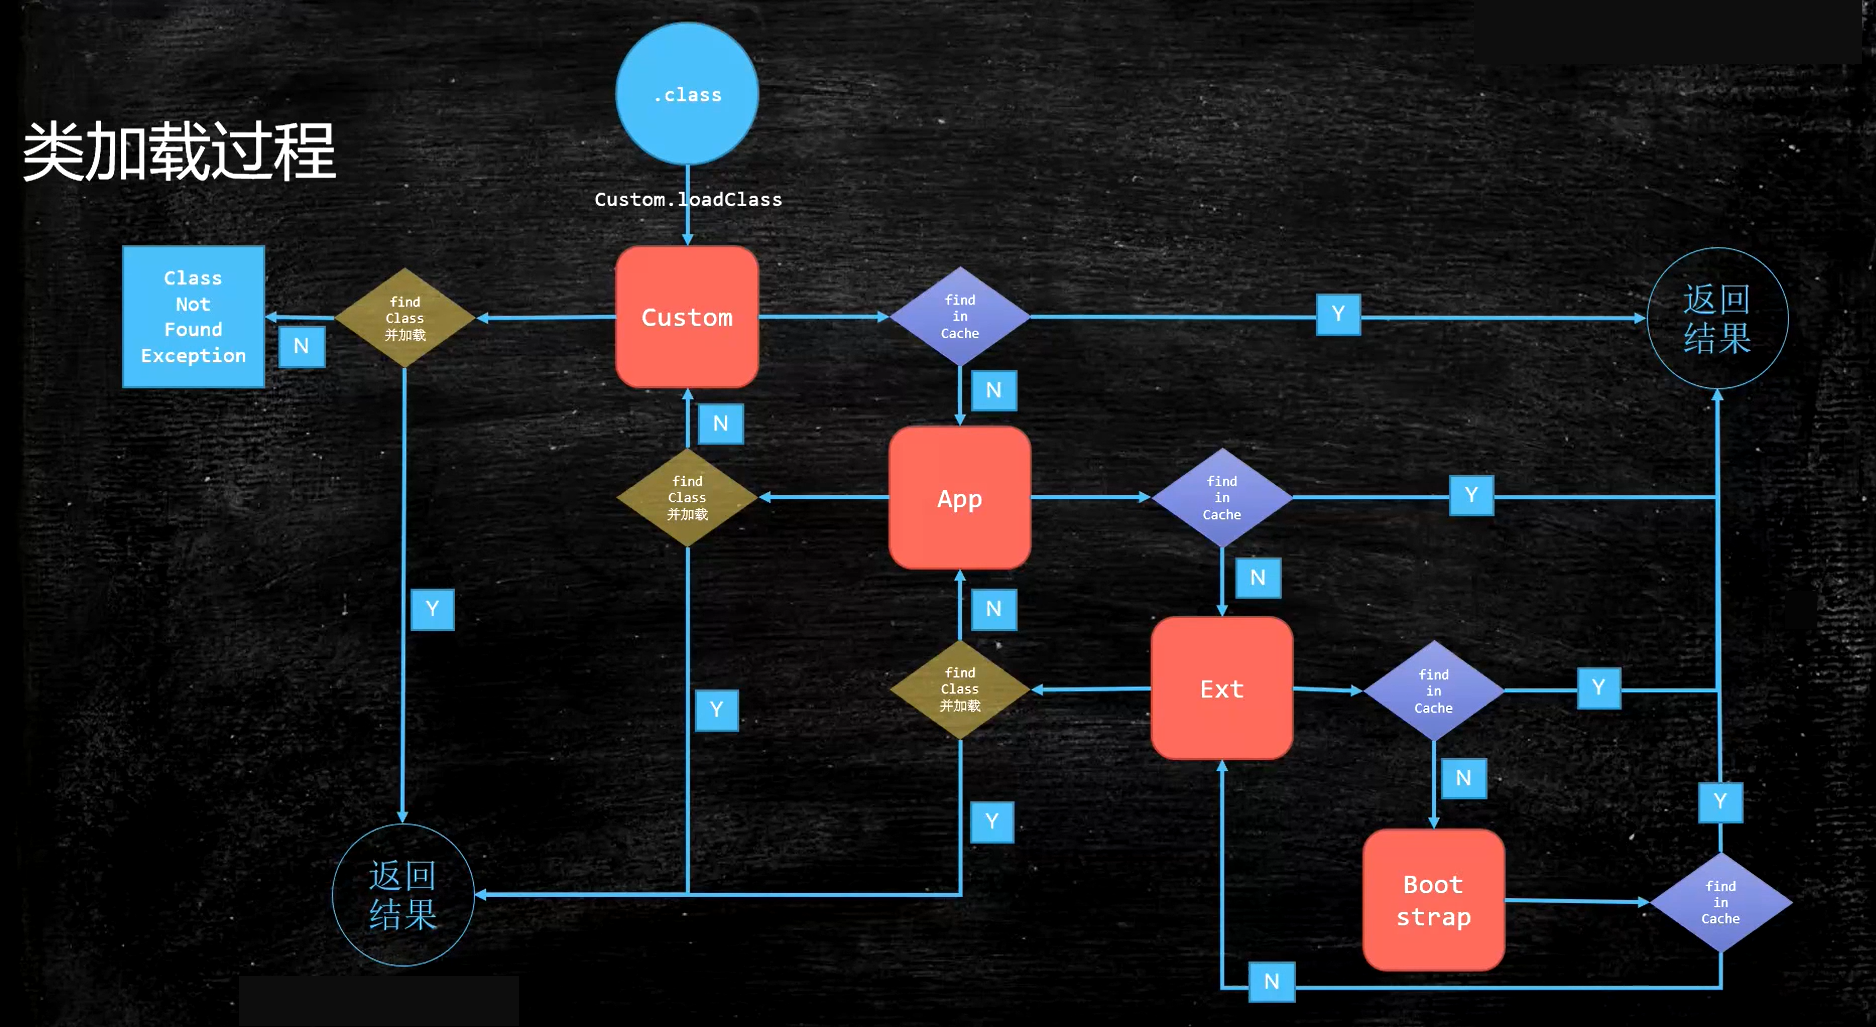 .class
类加载过程
Custom.loadClass
Class
Not
Found
Exception
N
find
Class
并加载
Custom
find
in
Cache
Y
返回
结果
N
N
find
Class
并加载
App
find
in
Cache
Y
Y
N
N
find
Class
并加载
Ext
find
in
Cache
Y
Y
N
Y
Y
返回
结果
Boot
strap
find
in
Cache
N